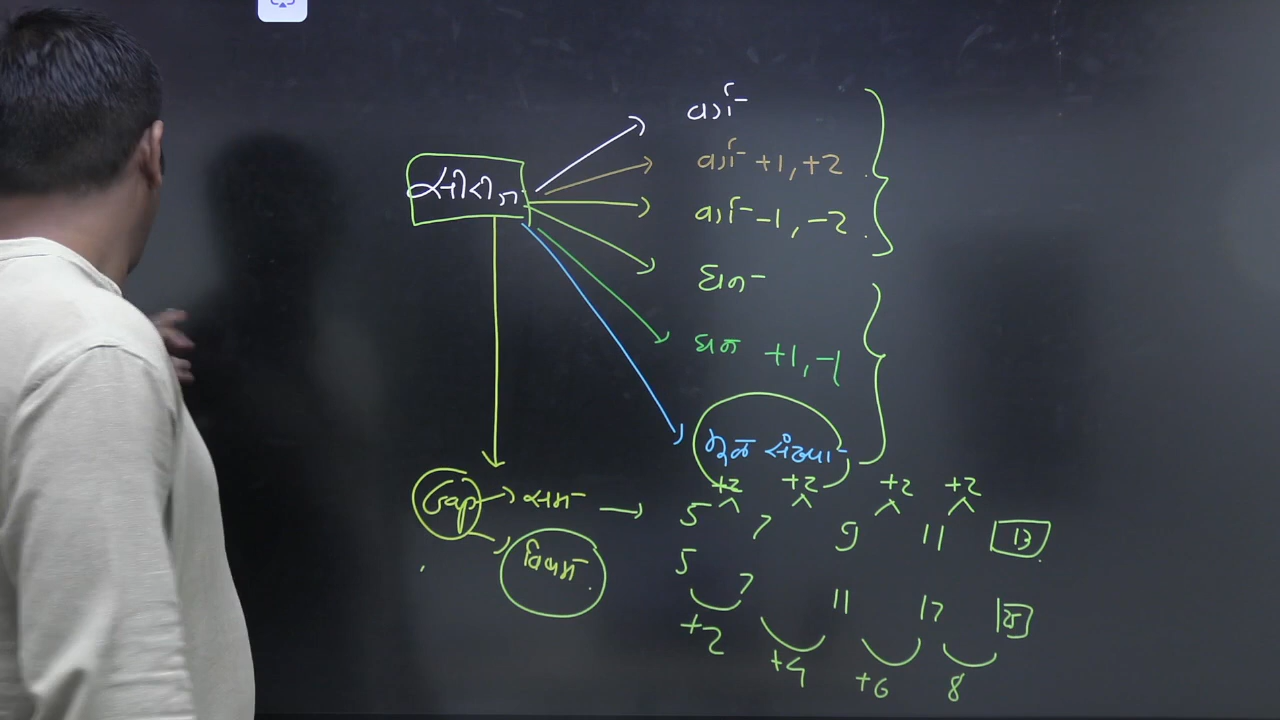 વર્ગ
વર્ગ +1, +2
વર્ગ -1, -2
ઘન
ઘન +1, -1
મૂળ સંખ્યા
Gap સમ
+2 +2 +2 +2
5 7 9 11 13
વિષમ
5 7 11 17
+2 +4 +6 8